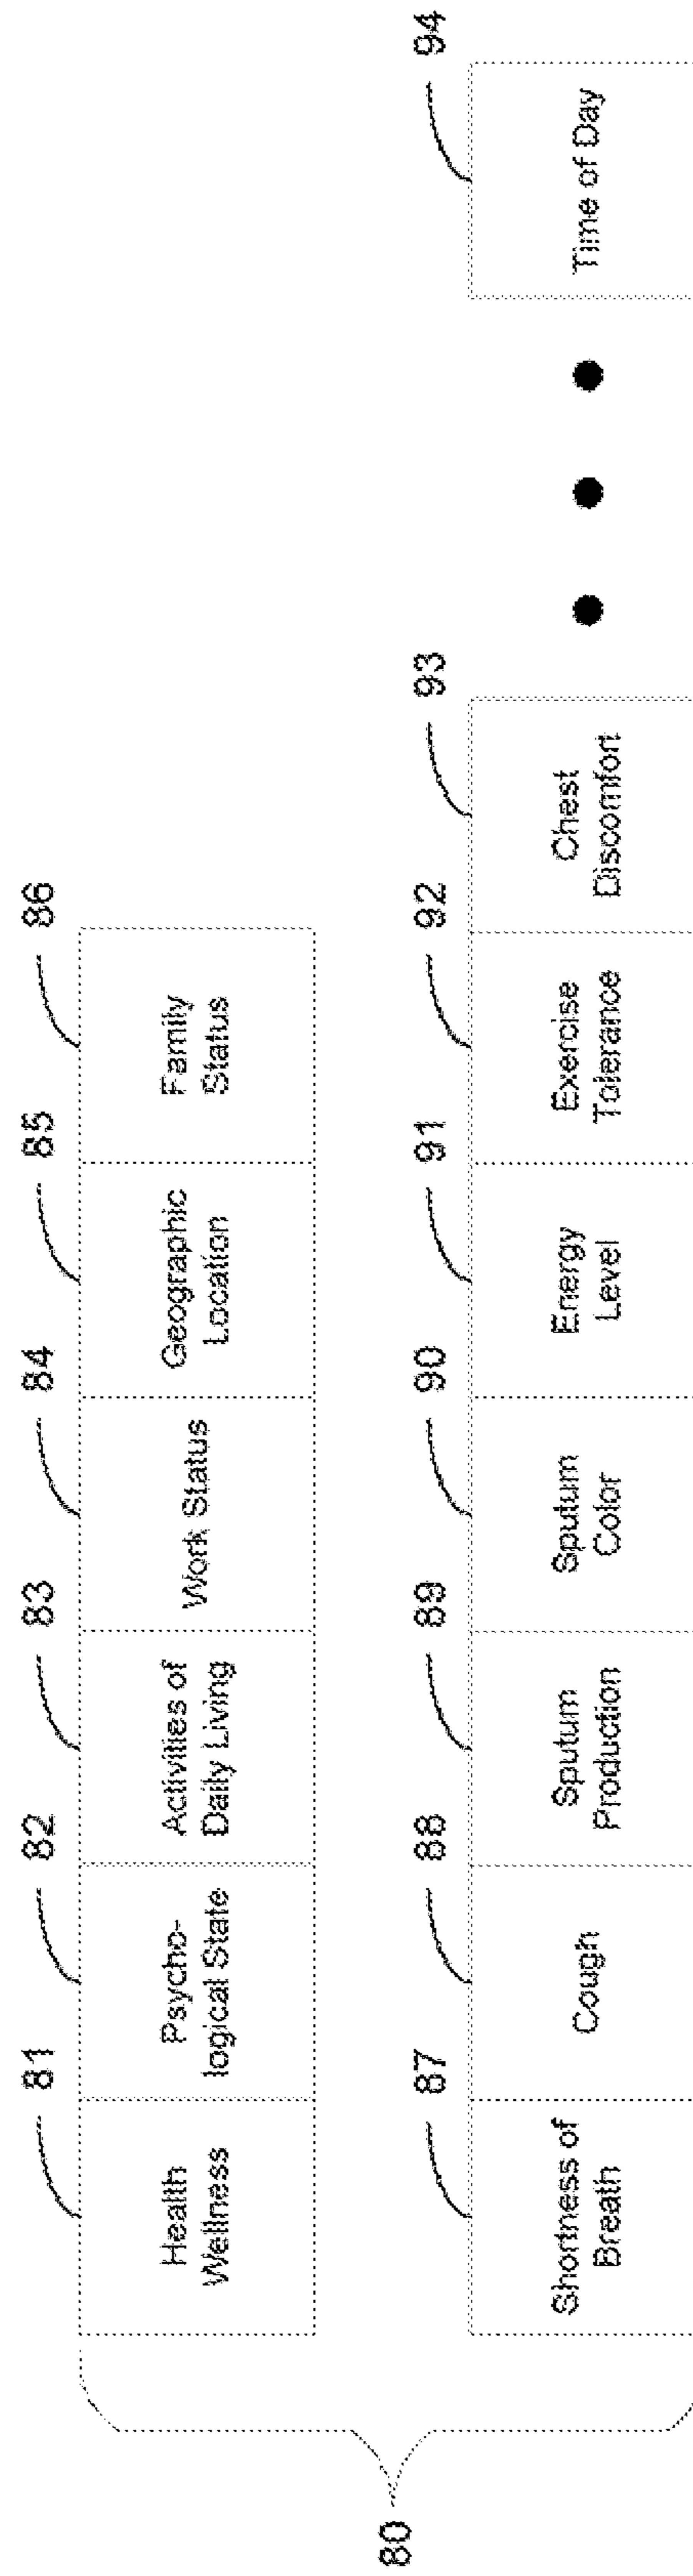 80
81
Health
Wellness
82
Psycho-
logical State
83
Activities of
Daily Living
84
Work Status
85
Geographic
Location
86
Family
Status
87
Shortness of
Breath
88
Cough
89
Sputum
Production
90
Sputum
Color
91
Energy
Level
92
Exercise
Tolerance
93
Chest
Discomfort
94
Time of Day